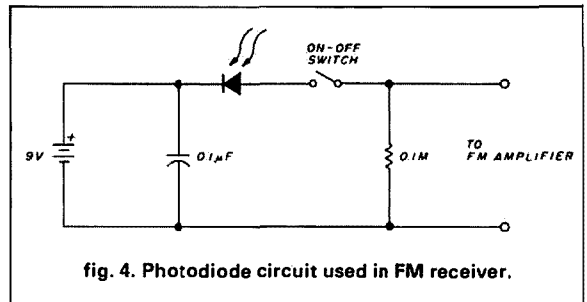 ON-OFF
SWITCH
9V
+
0.1µF
0.1M
TO
FM AMPLIFIER
fig. 4. Photodiode circuit used in FM receiver.